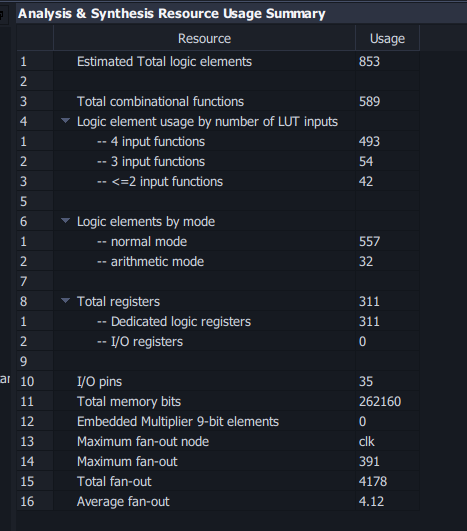 Analysis & Synthesis Resource Usage Summary
Resource Usage
1 Estimated Total logic elements 853
2
3 Total combinational functions 589
4 Logic element usage by number of LUT inputs
1 -- 4 input functions 493
2 -- 3 input functions 54
3 -- <=2 input functions 42
5
6 Logic elements by mode
1 -- normal mode 557
2 -- arithmetic mode 32
7
8 Total registers 311
1 -- Dedicated logic registers 311
2 -- I/O registers 0
9
10 I/O pins 35
11 Total memory bits 262160
12 Embedded Multiplier 9-bit elements 0
13 Maximum fan-out node clk
14 Maximum fan-out 391
15 Total fan-out 4178
16 Average fan-out 4.12